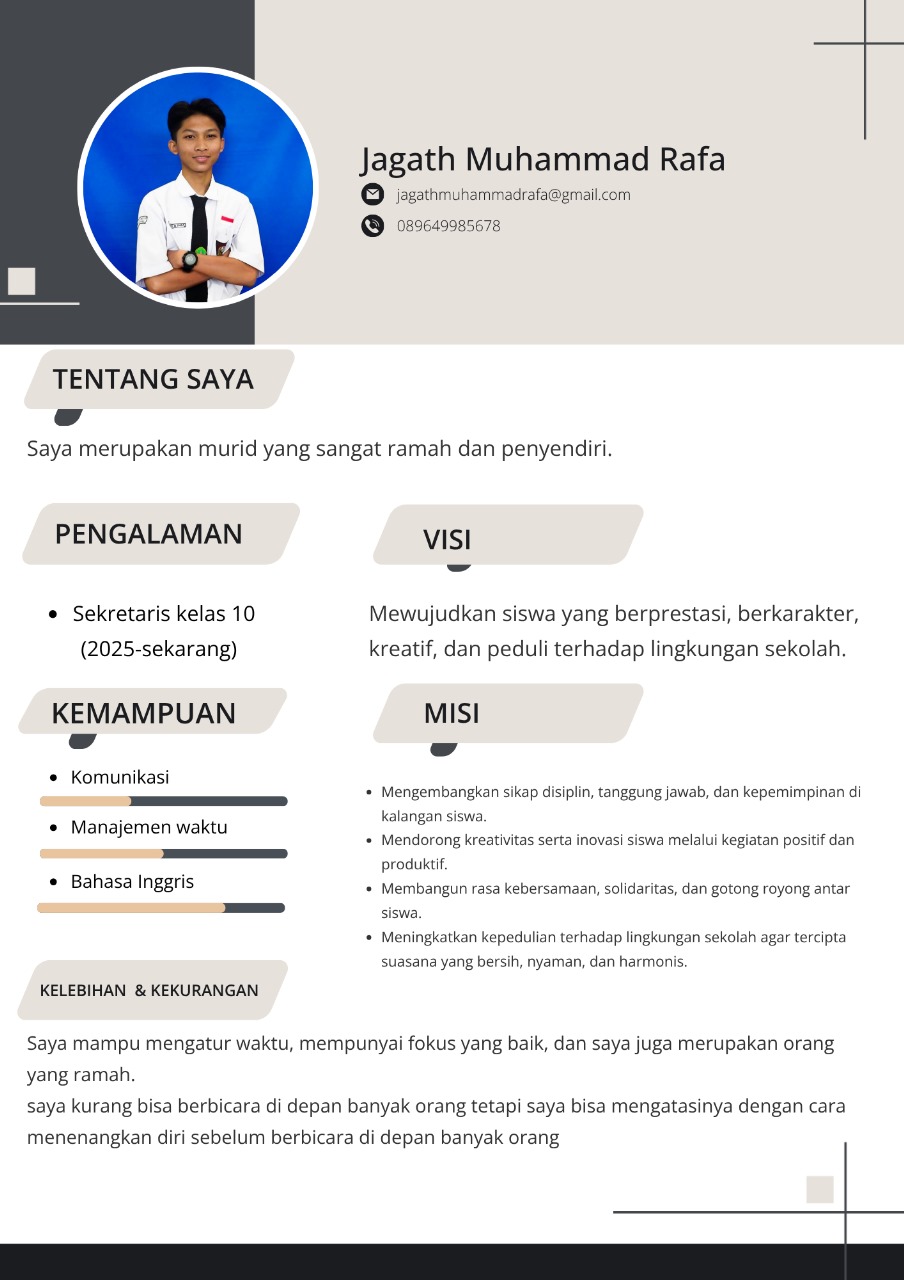 Jagath Muhammad Rafa
jagathmuhammadrafa@gmail.com
089649985678
TENTANG SAYA
Saya merupakan murid yang sangat ramah dan penyendiri.
PENGALAMAN
• Sekretaris kelas 10
(2025-sekarang)
VISI
Mewujudkan siswa yang berprestasi, berkarakter,
kreatif, dan peduli terhadap lingkungan sekolah.
KEMAMPUAN
• Komunikasi
• Manajemen waktu
• Bahasa Inggris
MISI
• Mengembangkan sikap disiplin, tanggung jawab, dan kepemimpinan di
kalangan siswa.
• Mendorong kreativitas serta inovasi siswa melalui kegiatan positif dan
produktif.
• Membangun rasa kebersamaan, solidaritas, dan gotong royong antar
siswa.
• Meningkatkan kepedulian terhadap lingkungan sekolah agar tercipta
suasana yang bersih, nyaman, dan harmonis.
KELEBIHAN & KEKURANGAN
Saya mampu mengatur waktu, mempunyai fokus yang baik, dan saya juga merupakan orang
yang ramah.
saya kurang bisa berbicara di depan banyak orang tetapi saya bisa mengatasinya dengan cara
menenangkan diri sebelum berbicara di depan banyak orang